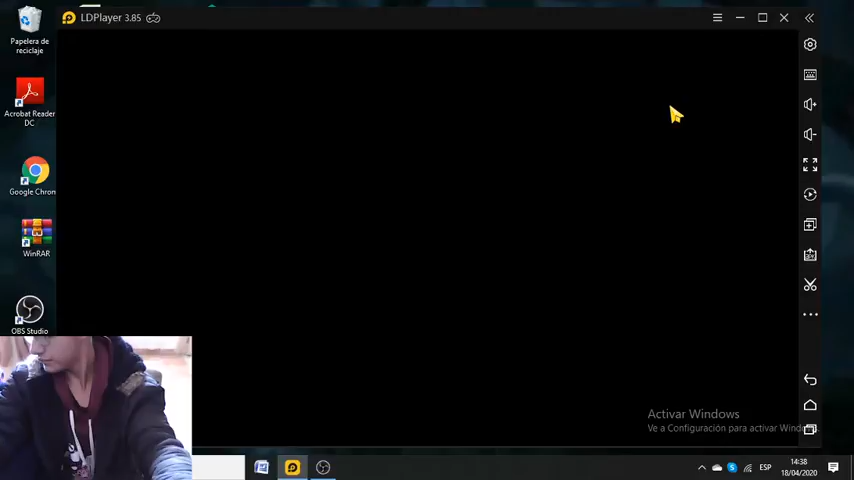 LDPlayer 3.85
Papelera de
reciclaje
Acrobat Reader
DC
Google Chrom
WinRAR
OBS Studio
Activar Windows
Ve a Configuración para activar Windows.
ESP
14:38
18/04/2020